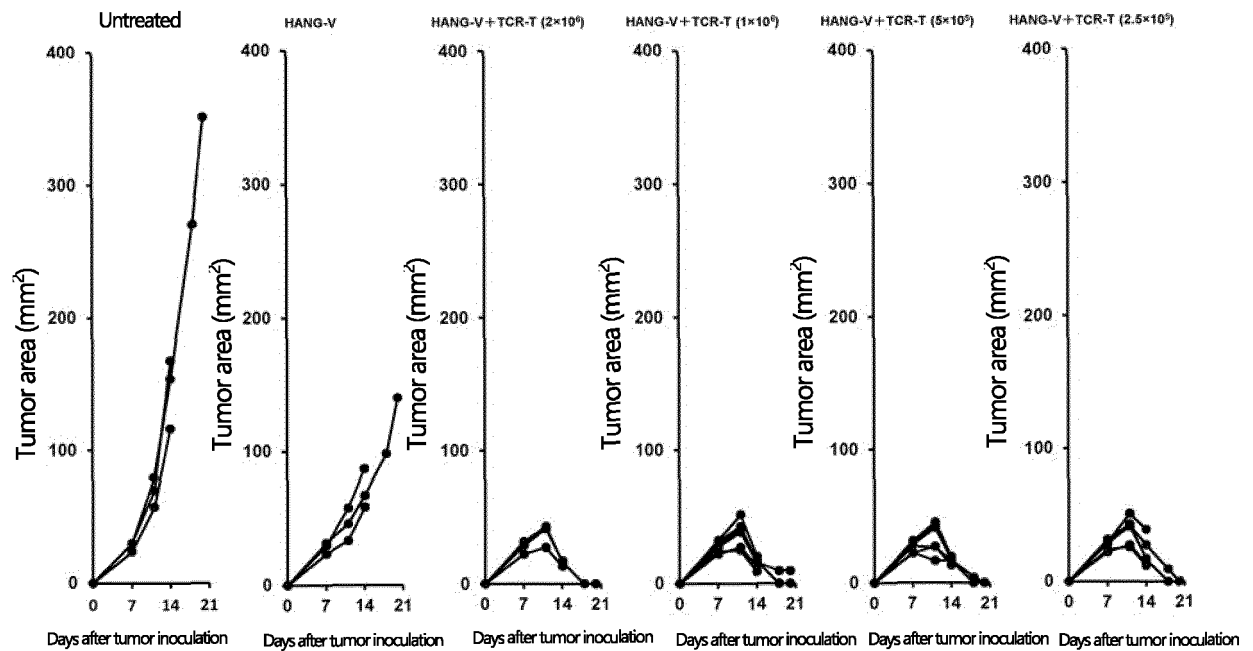 Untreated
HANG-V
HANG-V+TCR-T (2×10⁶)
HANG-V+TCR-T (1×10⁶)
HANG-V+TCR-T (5×10⁵)
HANG-V+TCR-T (2.5×10⁵)
Tumor area (mm²)
400
300
200
100
0
0 7 14 21
Days after tumor inoculation
Tumor area (mm²)
400
300
200
100
0
0 7 14 21
Days after tumor inoculation
Tumor area (mm²)
400
300
200
100
0
0 7 14 21
Days after tumor inoculation
Tumor area (mm²)
400
300
200
100
0
0 7 14 21
Days after tumor inoculation
Tumor area (mm²)
400
300
200
100
0
0 7 14 21
Days after tumor inoculation
Tumor area (mm²)
400
300
200
100
0
0 7 14 21
Days after tumor inoculation